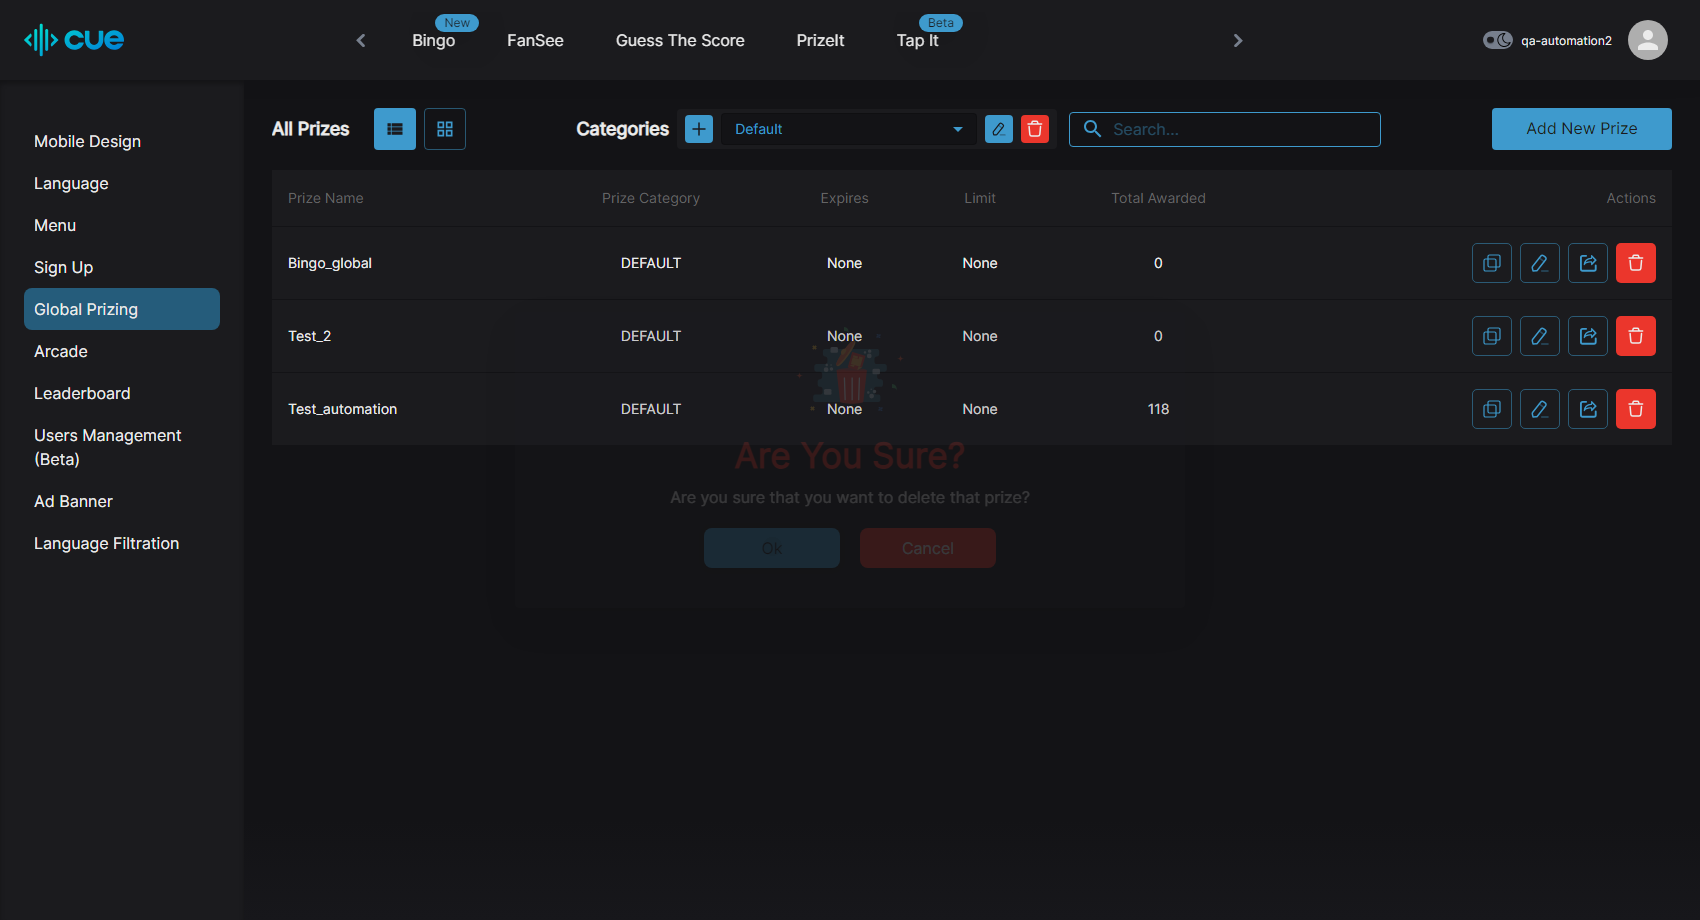 cue
New
Beta
Bingo FanSee Guess The Score PrizeIt Tap It
qa-automation2
Mobile Design
Language
Menu
Sign Up
Global Prizing
Arcade
Leaderboard
Users Management
(Beta)
Ad Banner
Language Filtration
All Prizes Categories Default Search... Add New Prize
Prize Name Prize Category Expires Limit Total Awarded Actions
Bingo_global DEFAULT None None 0
Test_2 DEFAULT None None 0
Test_automation DEFAULT None None 118
Are You Sure?
Are you sure that you want to delete that prize?
Ok Cancel